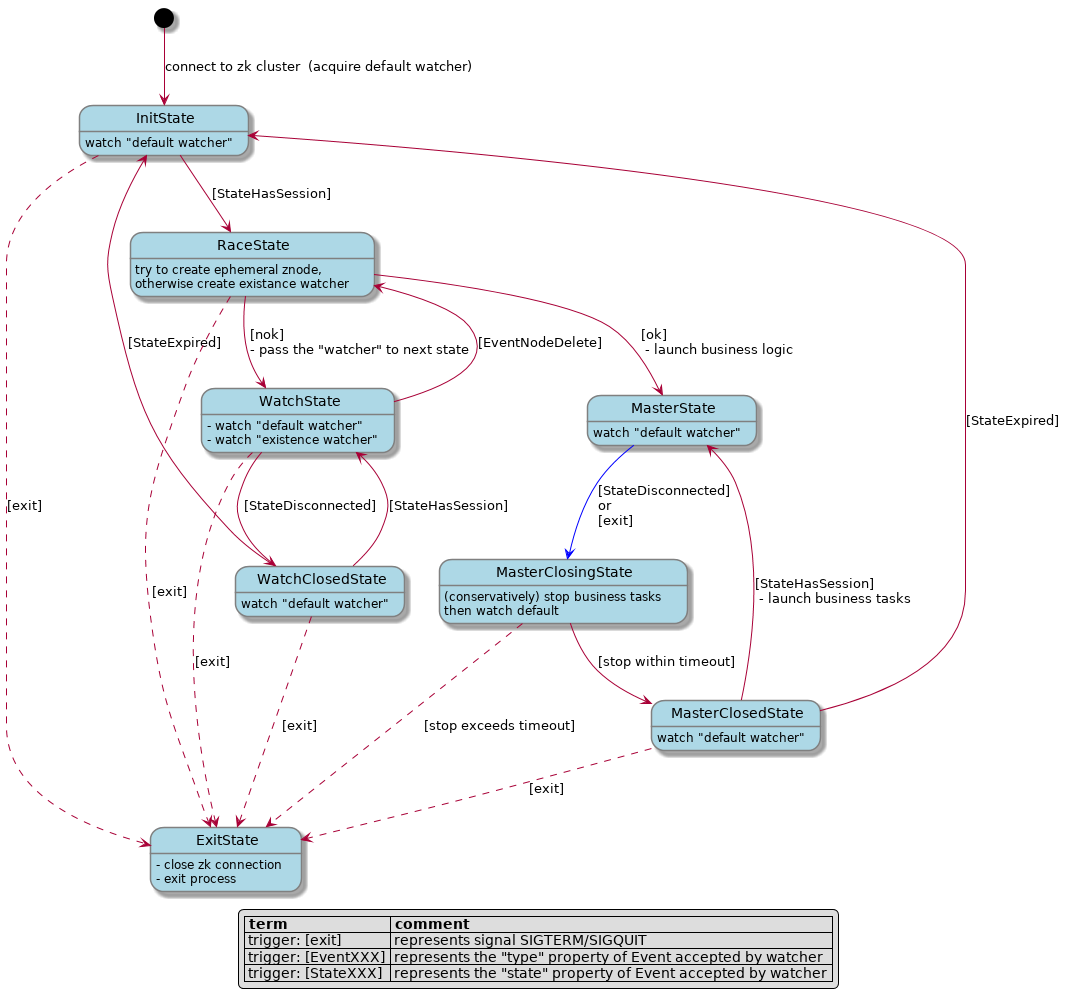 connect to zk cluster  (acquire default watcher)
InitState
watch "default watcher"
[StateHasSession]
RaceState
try to create ephemeral znode,
otherwise create existance watcher
[StateExpired]
[nok]
- pass the "watcher" to next state
[EventNodeDelete]
[ok]
- launch business logic
WatchState
- watch "default watcher"
- watch "existence watcher"
MasterState
watch "default watcher"
[StateExpired]
[exit]
[StateDisconnected]
[StateHasSession]
[StateDisconnected]
or
[exit]
WatchClosedState
watch "default watcher"
MasterClosingState
(conservatively) stop business tasks
then watch default
[exit]
[StateHasSession]
- launch business tasks
[exit]
[stop within timeout]
MasterClosedState
watch "default watcher"
[exit]
[stop exceeds timeout]
[exit]
ExitState
- close zk connection
- exit process
term comment
trigger: [exit] represents signal SIGTERM/SIGQUIT
trigger: [EventXXX] represents the "type" property of Event accepted by watcher
trigger: [StateXXX] represents the "state" property of Event accepted by watcher